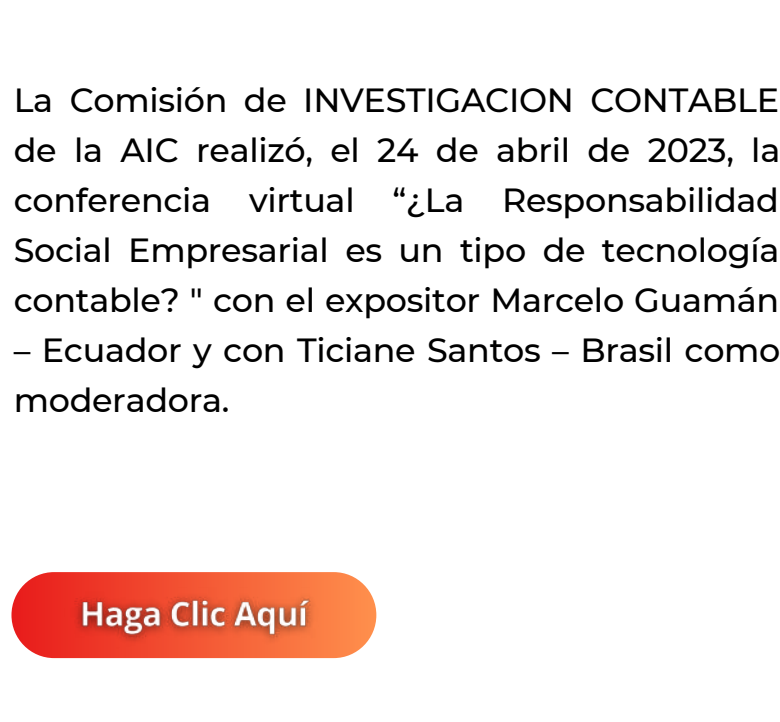 La Comisión de INVESTIGACION CONTABLE
de la AIC realizó, el 24 de abril de 2023, la
conferencia virtual “¿La Responsabilidad
Social Empresarial es un tipo de tecnología
contable? " con el expositor Marcelo Guamán
– Ecuador y con Ticiane Santos – Brasil como
moderadora.
Haga Clic Aquí